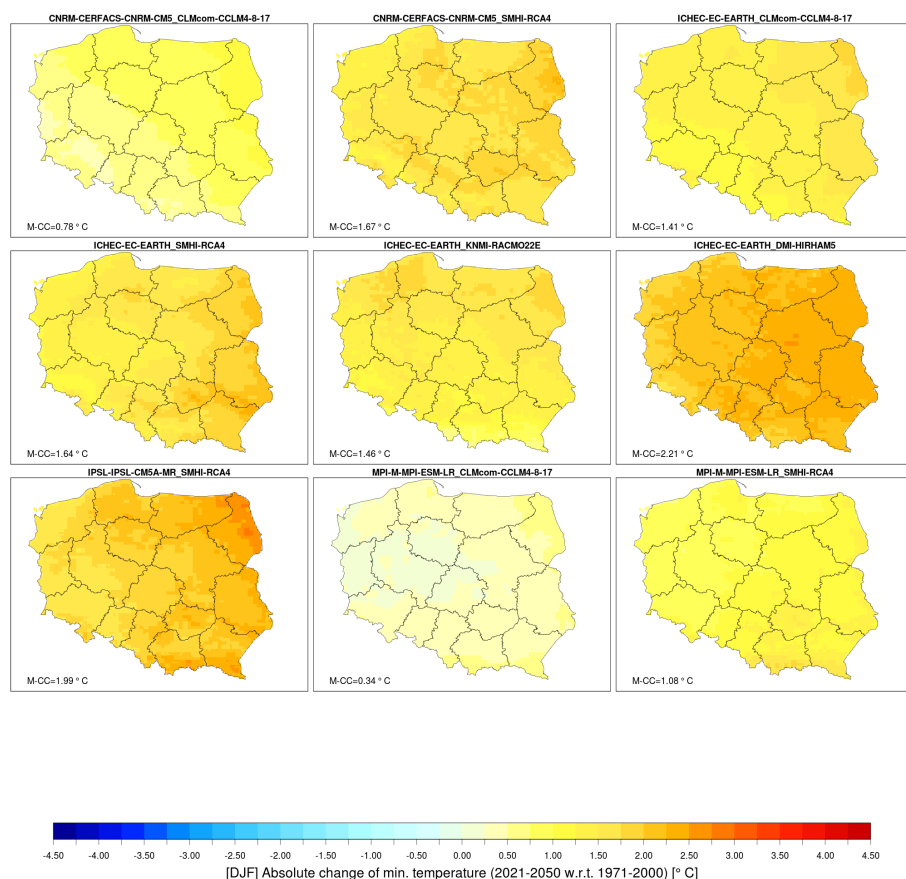 CNRM-CERFACS-CNRM-CM5_CLMcom-CCLM4-8-17
CNRM-CERFACS-CNRM-CM5_SMHI-RCA4
ICHEC-EC-EARTH_CLMcom-CCLM4-8-17
M-CC=0.78 ° C
M-CC=1.67 ° C
M-CC=1.41 ° C
ICHEC-EC-EARTH_SMHI-RCA4
ICHEC-EC-EARTH_KNMI-RACMO22E
ICHEC-EC-EARTH_DMI-HIRHAM5
M-CC=1.64 ° C
M-CC=1.46 ° C
M-CC=2.21 ° C
IPSL-IPSL-CM5A-MR_SMHI-RCA4
MPI-M-MPI-ESM-LR_CLMcom-CCLM4-8-17
MPI-M-MPI-ESM-LR_SMHI-RCA4
M-CC=1.99 ° C
M-CC=0.34 ° C
M-CC=1.08 ° C
-4.50 -4.00 -3.50 -3.00 -2.50 -2.00 -1.50 -1.00 -0.50 0.00 0.50 1.00 1.50 2.00 2.50 3.00 3.50 4.00 4.50
[DJF] Absolute change of min. temperature (2021-2050 w.r.t. 1971-2000) [° C]